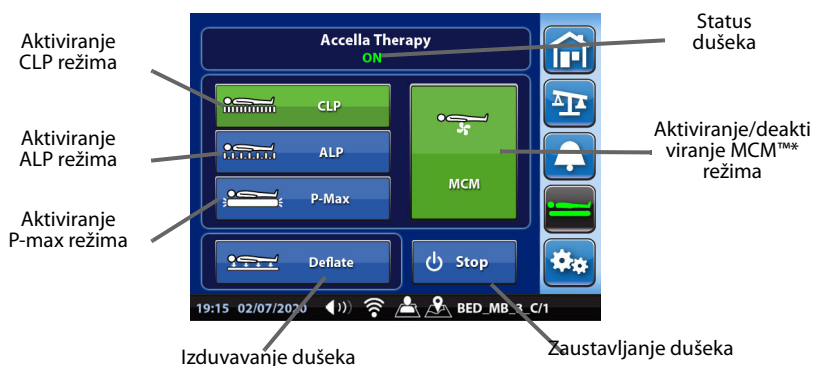 Aktiviranje
CLP režima
Aktiviranje
ALP režima
Aktiviranje
P-max režima
Accella Therapy
ON
CLP
ALP
P-Max
MCM
Deflate
Stop
19:15 02/07/2020
BED_MB_3_C/1
Status
dušeka
Aktiviranje/deakti
viranje MCM™*
režima
Izduvavanje dušeka
Zaustavljanje dušeka